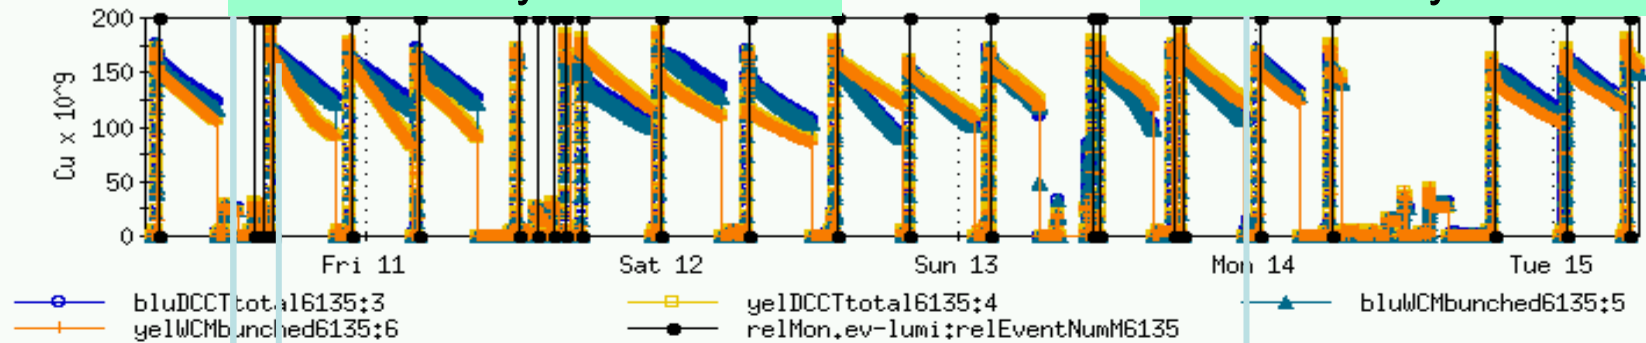 200
150
100
50
0
Cu x 10^9
Fri 11 Sat 12 Sun 13 Mon 14 Tue 15
bluDCCTtotal6135:3 yelDCCTtotal6135:4 bluWCMbunched6135:5
yelWCMbunched6135:6 relMon.ev-lumi:relEventNumM6135